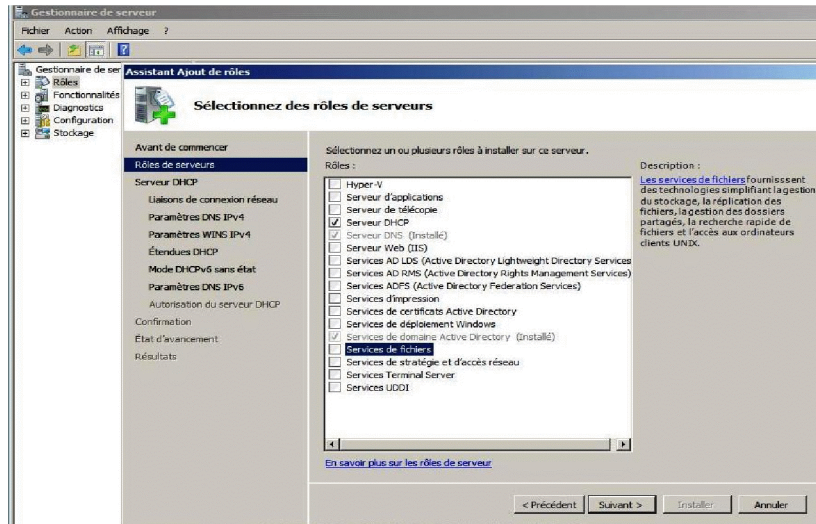 Gestionnaire de serveur
Fichier Action Affichage ?
Gestionnaire de ser
Rôles
Fonctionnalités
Diagnostics
Configuration
Stockage
Assistant Ajout de rôles
Sélectionnez des rôles de serveurs
Avant de commencer
Rôles de serveurs
Serveur DHCP
Liaisons de connexion réseau
Paramètres DNS IPv4
Paramètres WINS IPv4
Étendues DHCP
Mode DHCPv6 sans état
Paramètres DNS IPv6
Autorisation du serveur DHCP
Confirmation
État d'avancement
Résultats
Sélectionnez un ou plusieurs rôles à installer sur ce serveur.
Rôles :
Hyper-V
Serveur d'applications
Serveur de télécopie
Serveur DHCP
Serveur DNS (Installé)
Serveur Web (IIS)
Services AD LDS (Active Directory Lightweight Directory Services
Services AD RMS (Active Directory Rights Management Services)
Services ADFS (Active Directory Federation Services)
Services d'impression
Services de certificats Active Directory
Services de déploiement Windows
Services de domaine Active Directory (Installé)
Services de fichiers
Services de stratégie et d'accès réseau
Services Terminal Server
Services UDDI
En savoir plus sur les rôles de serveur
Description :
Les services de fichiers fournisssent
des technologies simplifiant la gestion
du stockage, la réplication des
fichiers, la gestion des dossiers
partagés, la recherche rapide de
fichiers et l'accès aux ordinateurs
clients UNIX.
< Précédent Suivant > Installer Annuler